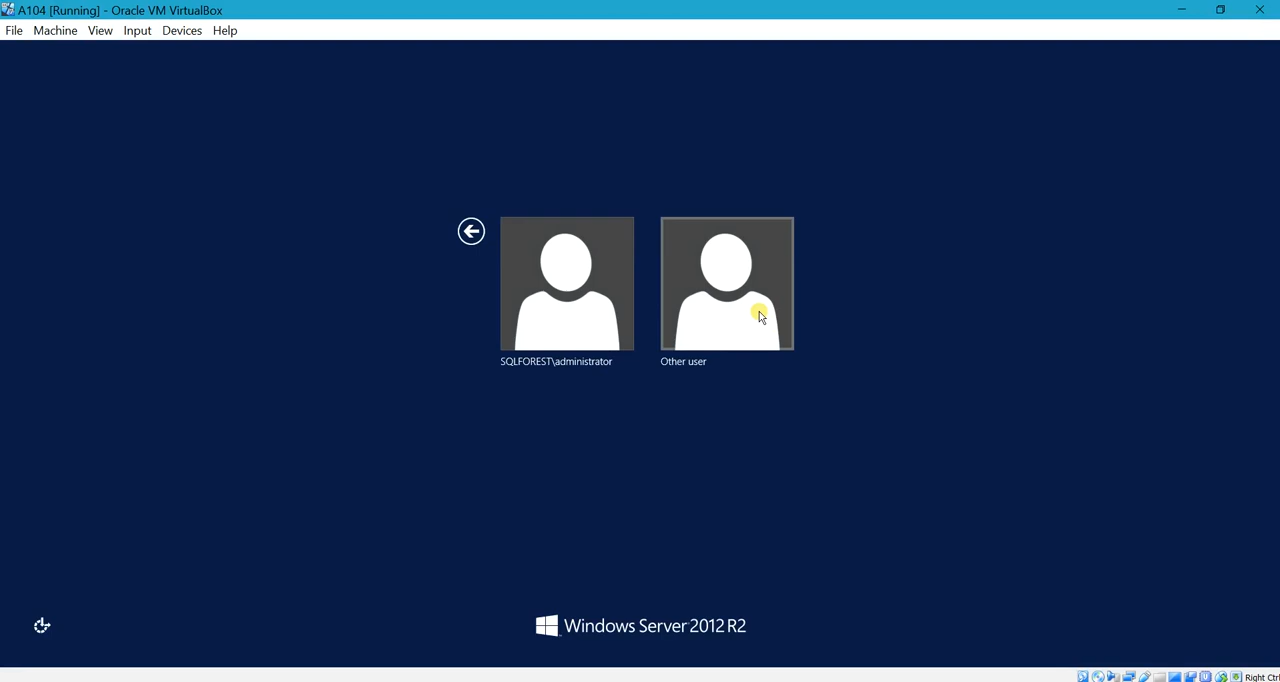 A104 [Running] - Oracle VM VirtualBox
File Machine View Input Devices Help
SQLFOREST\administrator
Other user
Windows Server 2012 R2
Right Ctrl